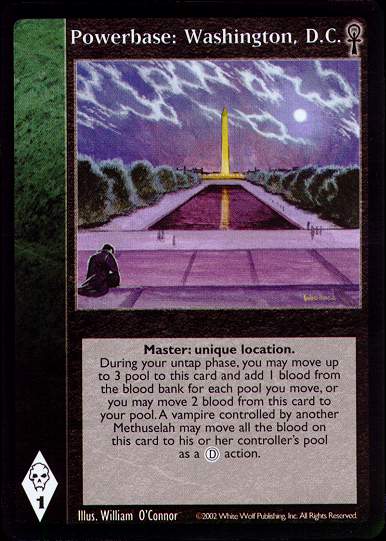 Powerbase: Washington, D.C.
Master: unique location.
During your untap phase, you may move up
to 3 pool to this card and add 1 blood from
the blood bank for each pool you move, or
you may move 2 blood from this card to
your pool. A vampire controlled by another
Methuselah may move all the blood on
this card to his or her controller's pool
as a Ⓓ action.
1
Illus. William O'Connor
©2002 White Wolf Publishing, Inc. All Rights Reserved.